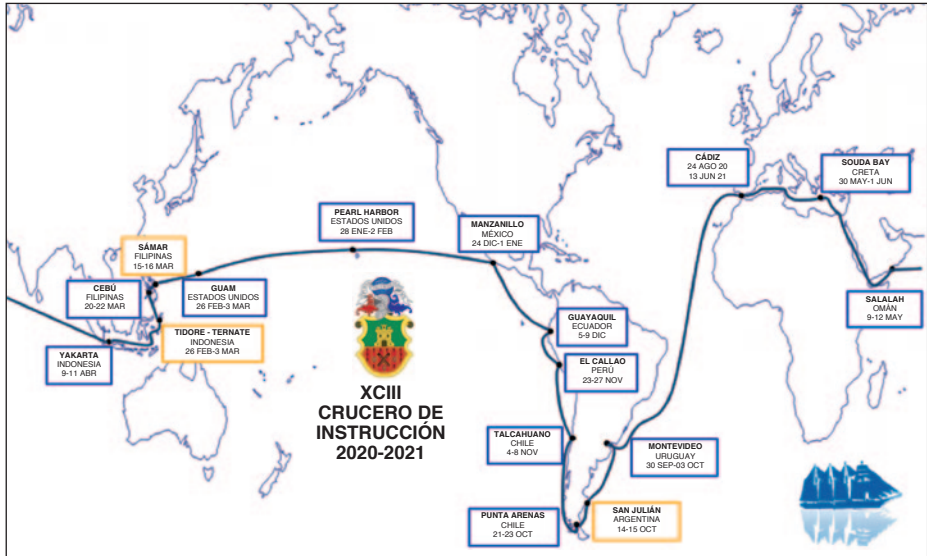 CÁDIZ
24 AGO 20
13 JUN 21
SOUDA BAY
CRETA
30 MAY-1 JUN
PEARL HARBOR
ESTADOS UNIDOS
28 ENE-2 FEB
MANZANILLO
MÉXICO
24 DIC-1 ENE
SÁMAR
FILIPINAS
15-16 MAR
CEBÚ
FILIPINAS
20-22 MAR
GUAM
ESTADOS UNIDOS
26 FEB-3 MAR
SALALAH
OMÁN
9-12 MAY
TIDORE - TERNATE
INDONESIA
26 FEB-3 MAR
GUAYAQUIL
ECUADOR
5-9 DIC
YAKARTA
INDONESIA
9-11 ABR
EL CALLAO
PERÚ
23-27 NOV
XCIII
CRUCERO DE
INSTRUCCIÓN
2020-2021
TALCAHUANO
CHILE
4-8 NOV
MONTEVIDEO
URUGUAY
30 SEP-03 OCT
PUNTA ARENAS
CHILE
21-23 OCT
SAN JULIÁN
ARGENTINA
14-15 OCT